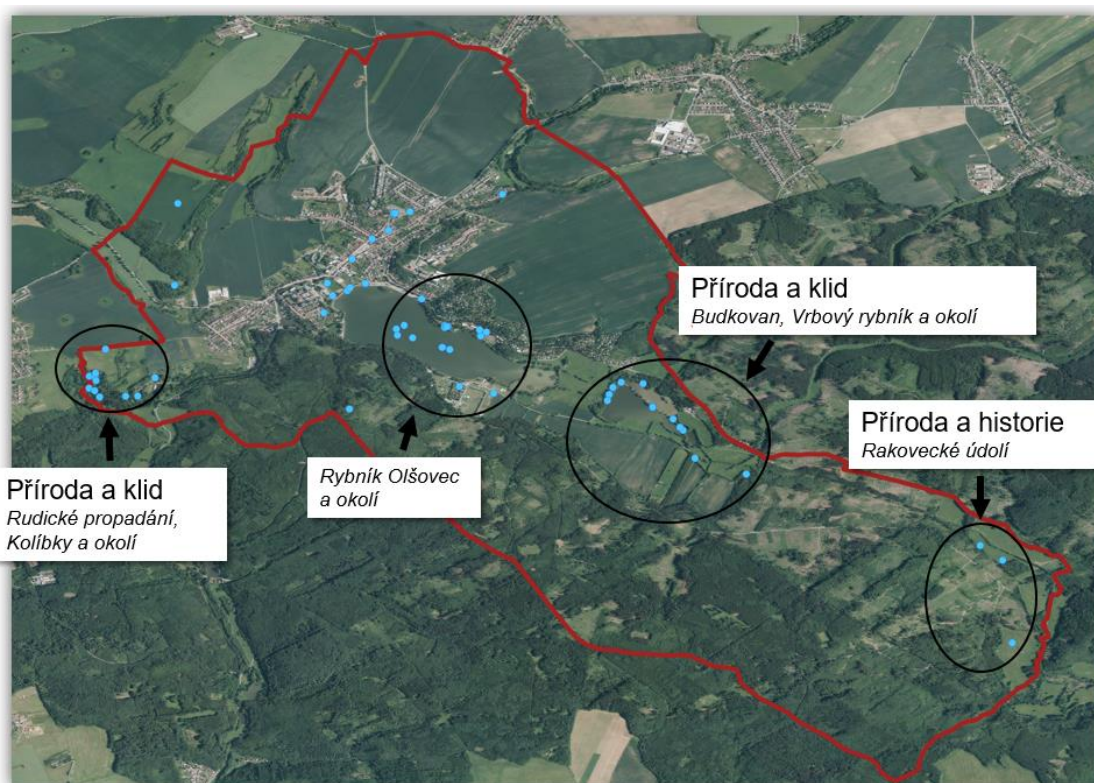 Příroda a klid
Budkovan, Vrbový rybník a okolí
Příroda a historie
Rakovecké údolí
Rybník Olšovec
a okolí
Příroda a klid
Rudické propadání,
Kolíbky a okolí